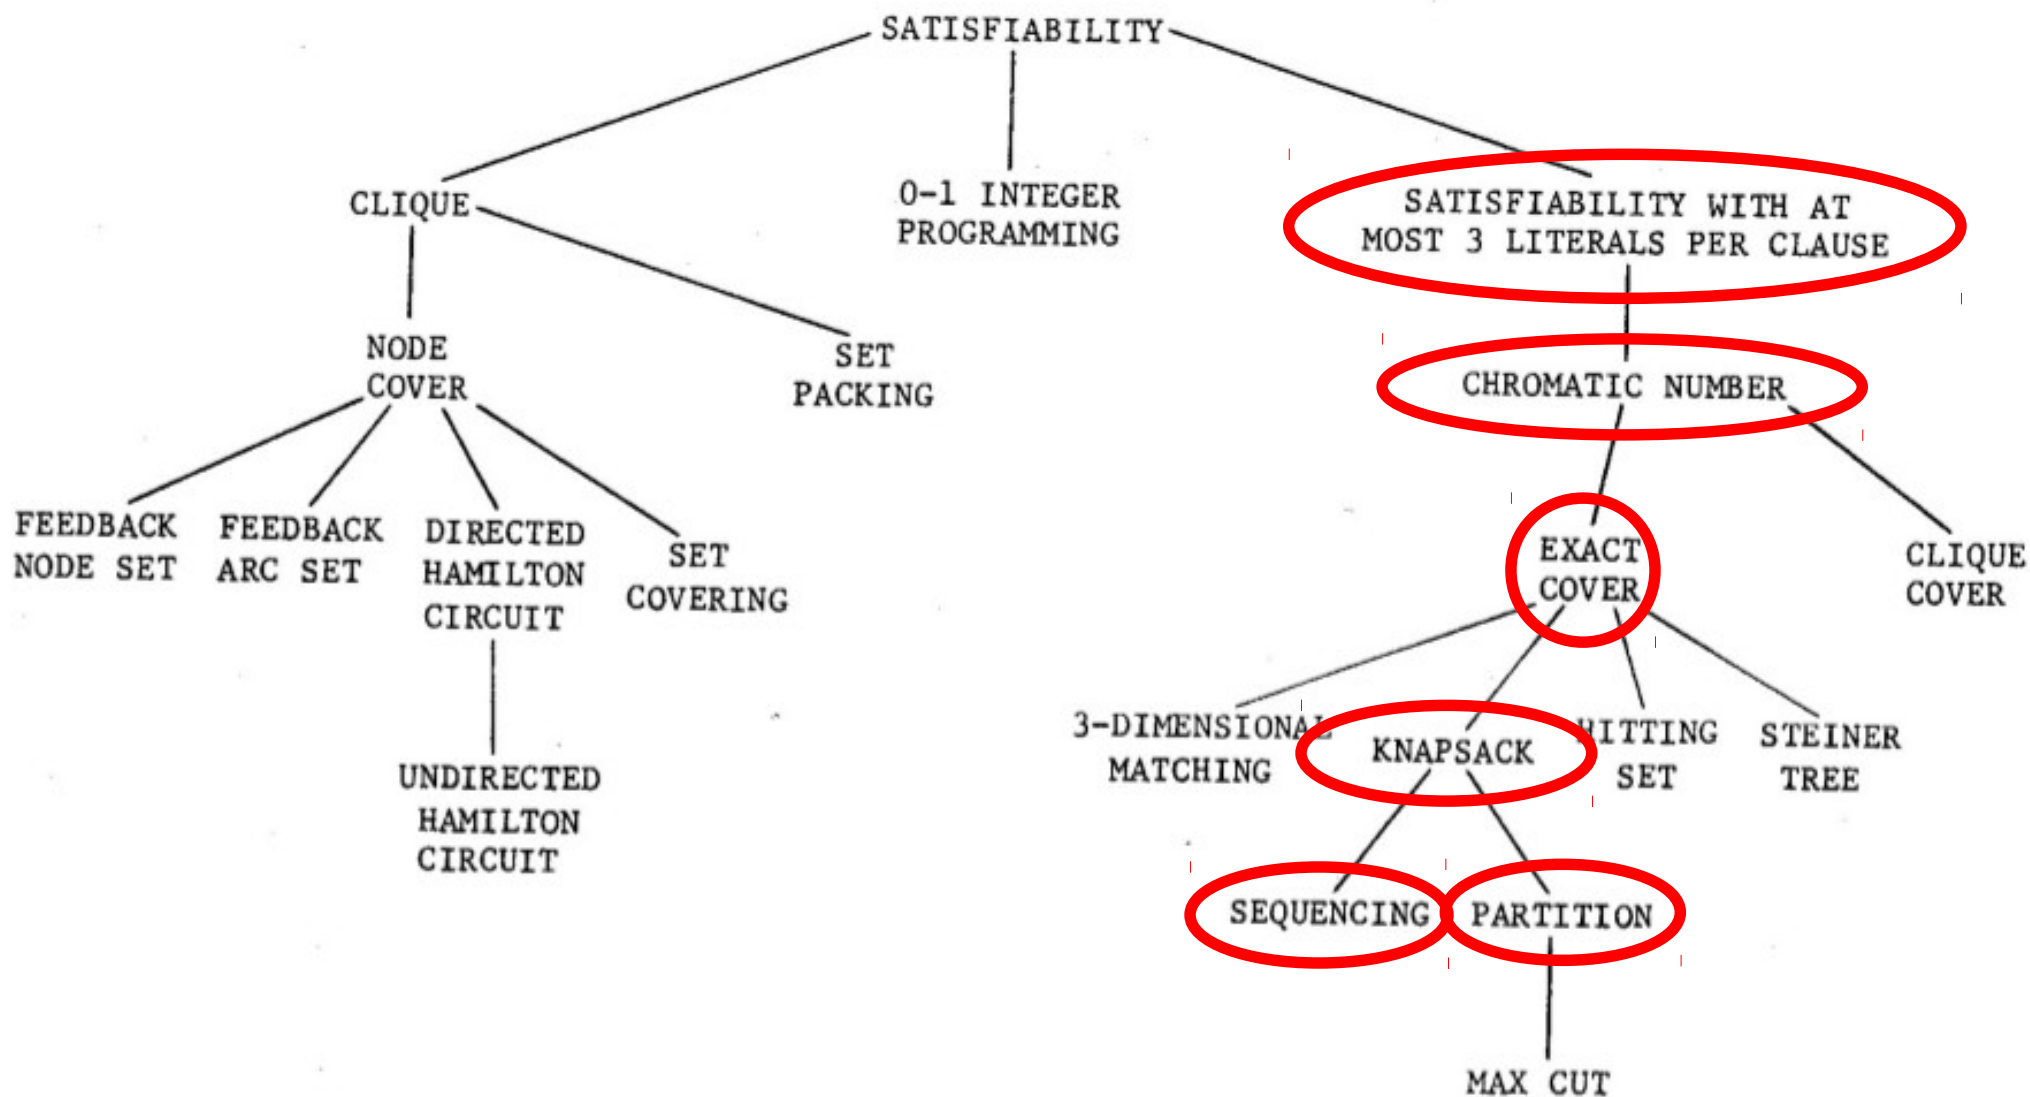 SATISFIABILITY
CLIQUE
0-1 INTEGER
PROGRAMMING
SATISFIABILITY WITH AT
MOST 3 LITERALS PER CLAUSE
NODE
COVER
SET
PACKING
CHROMATIC NUMBER
FEEDBACK
NODE SET
FEEDBACK
ARC SET
DIRECTED
HAMILTON
CIRCUIT
SET
COVERING
EXACT
COVER
CLIQUE
COVER
3-DIMENSIONAL
MATCHING
KNAPSACK
HITTING
SET
STEINER
TREE
UNDIRECTED
HAMILTON
CIRCUIT
SEQUENCING
PARTITION
MAX CUT